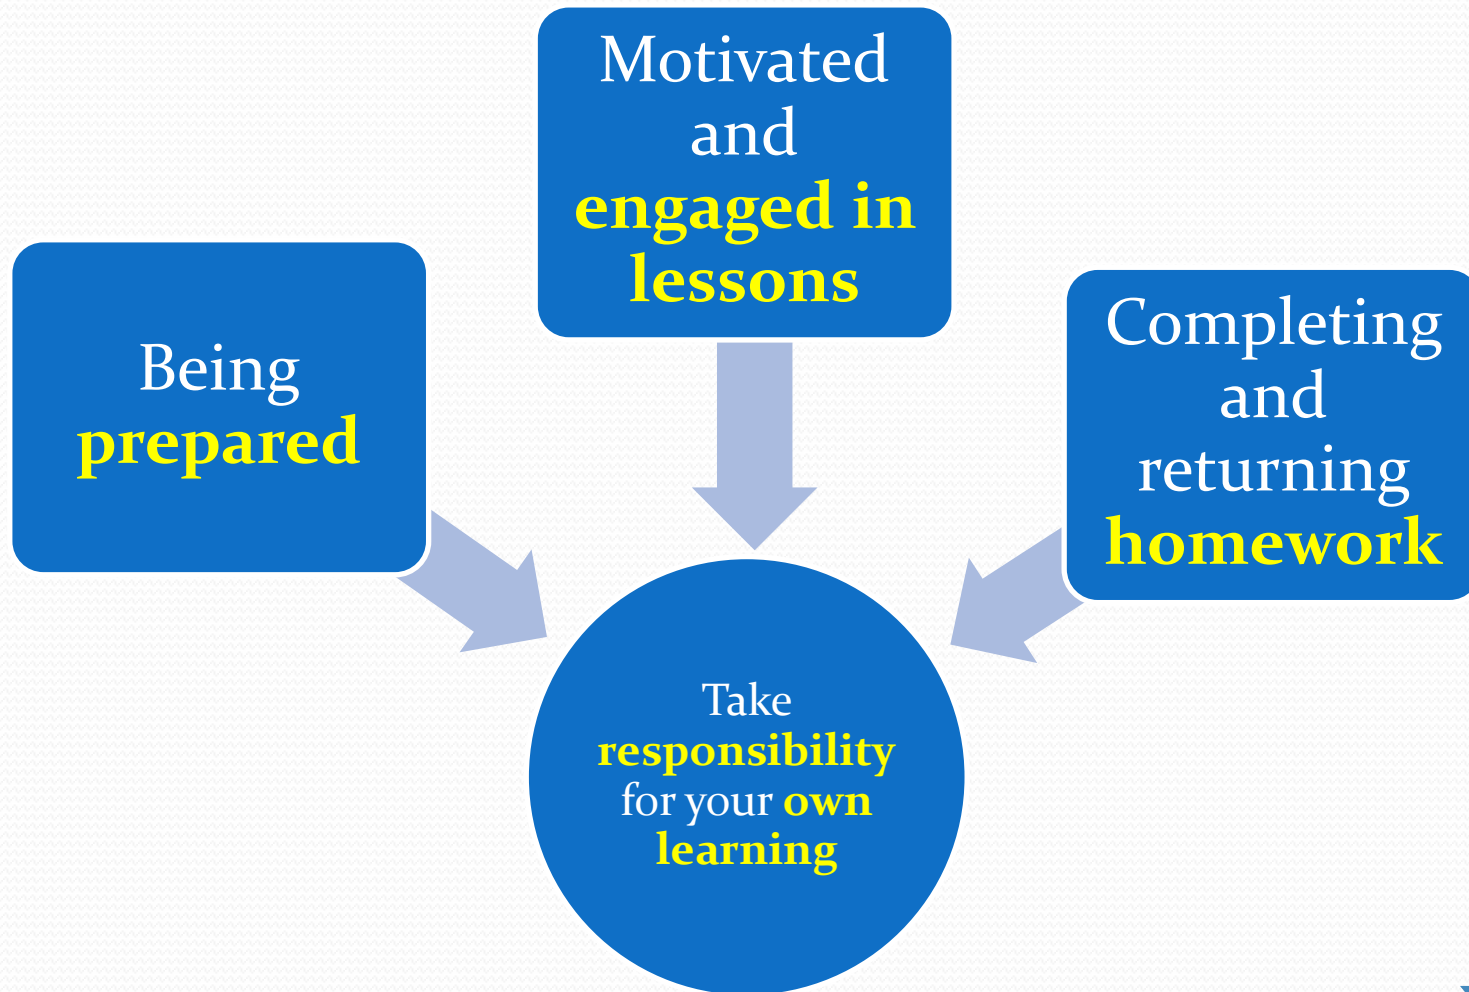 Motivated
and
engaged in
lessons
Being
prepared
Completing
and
returning
homework
Take
responsibility
for your own
learning